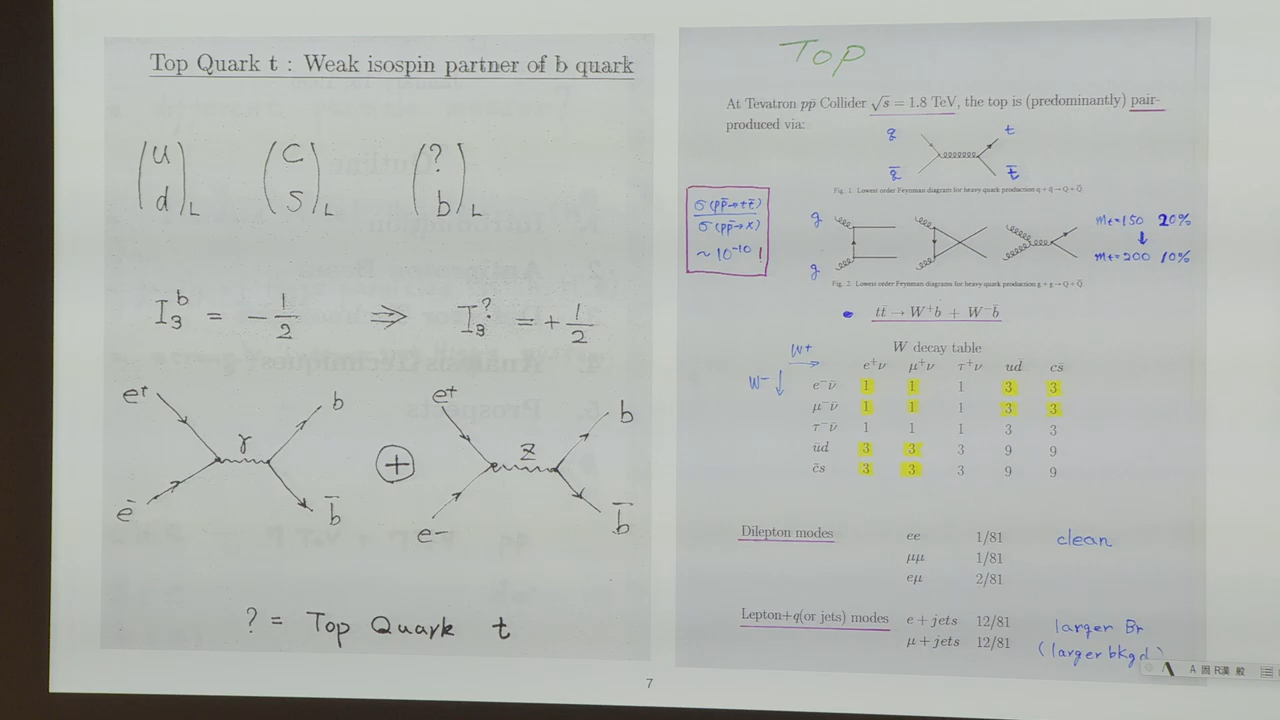 Top Quark t : Weak isospin partner of b quark
(u d)L (c s)L (? b)L
I₃ᵇ = -1/2 ⇒ I₃? = +1/2
e+ b e+ b
γ ⊕ Z
e- b̄ e- b̄
? = Top Quark t
7
TOP
At Tevatron pp̄ Collider √s = 1.8 TeV, the top is (predominantly) pair-
produced via:
q t
q̄ t̄
Fig. 1: Lowest order Feynman diagram for heavy quark production q + q̄ → Q + Q̄
σ(pp̄→tt̄)
σ(pp̄→x)
~ 10⁻¹⁰ !
g
g
mt=150 20%
↓
mt=200 10%
Fig. 2: Lowest order Feynman diagrams for heavy quark production g + g → Q + Q̄
• tt̄ → W⁺b + W⁻b̄
W decay table
W+ →
W- ↓
e⁺ν μ⁺ν τ⁺ν ud̄ cs̄
e⁻ν̄ 1 1 1 3 3
μ⁻ν̄ 1 1 1 3 3
τ⁻ν̄ 1 1 1 3 3
ūd 3 3 3 9 9
c̄s 3 3 3 9 9
Dilepton modes ee 1/81 clean
μμ 1/81
eμ 2/81
Lepton+q(or jets) modes e + jets 12/81 larger Br
μ + jets 12/81 (larger bkgd)